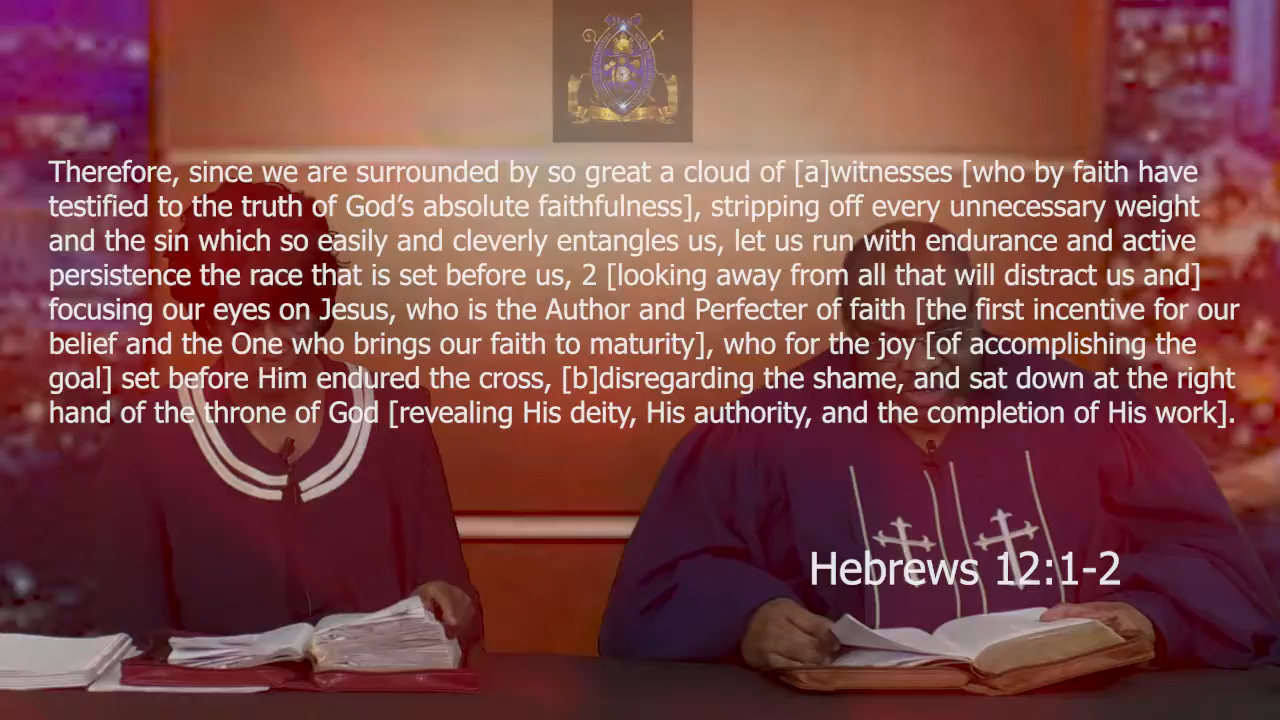 Therefore, since we are surrounded by so great a cloud of [a]witnesses [who by faith have
testified to the truth of God’s absolute faithfulness], stripping off every unnecessary weight
and the sin which so easily and cleverly entangles us, let us run with endurance and active
persistence the race that is set before us, 2 [looking away from all that will distract us and]
focusing our eyes on Jesus, who is the Author and Perfecter of faith [the first incentive for our
belief and the One who brings our faith to maturity], who for the joy [of accomplishing the
goal] set before Him endured the cross, [b]disregarding the shame, and sat down at the right
hand of the throne of God [revealing His deity, His authority, and the completion of His work].
Hebrews 12:1-2